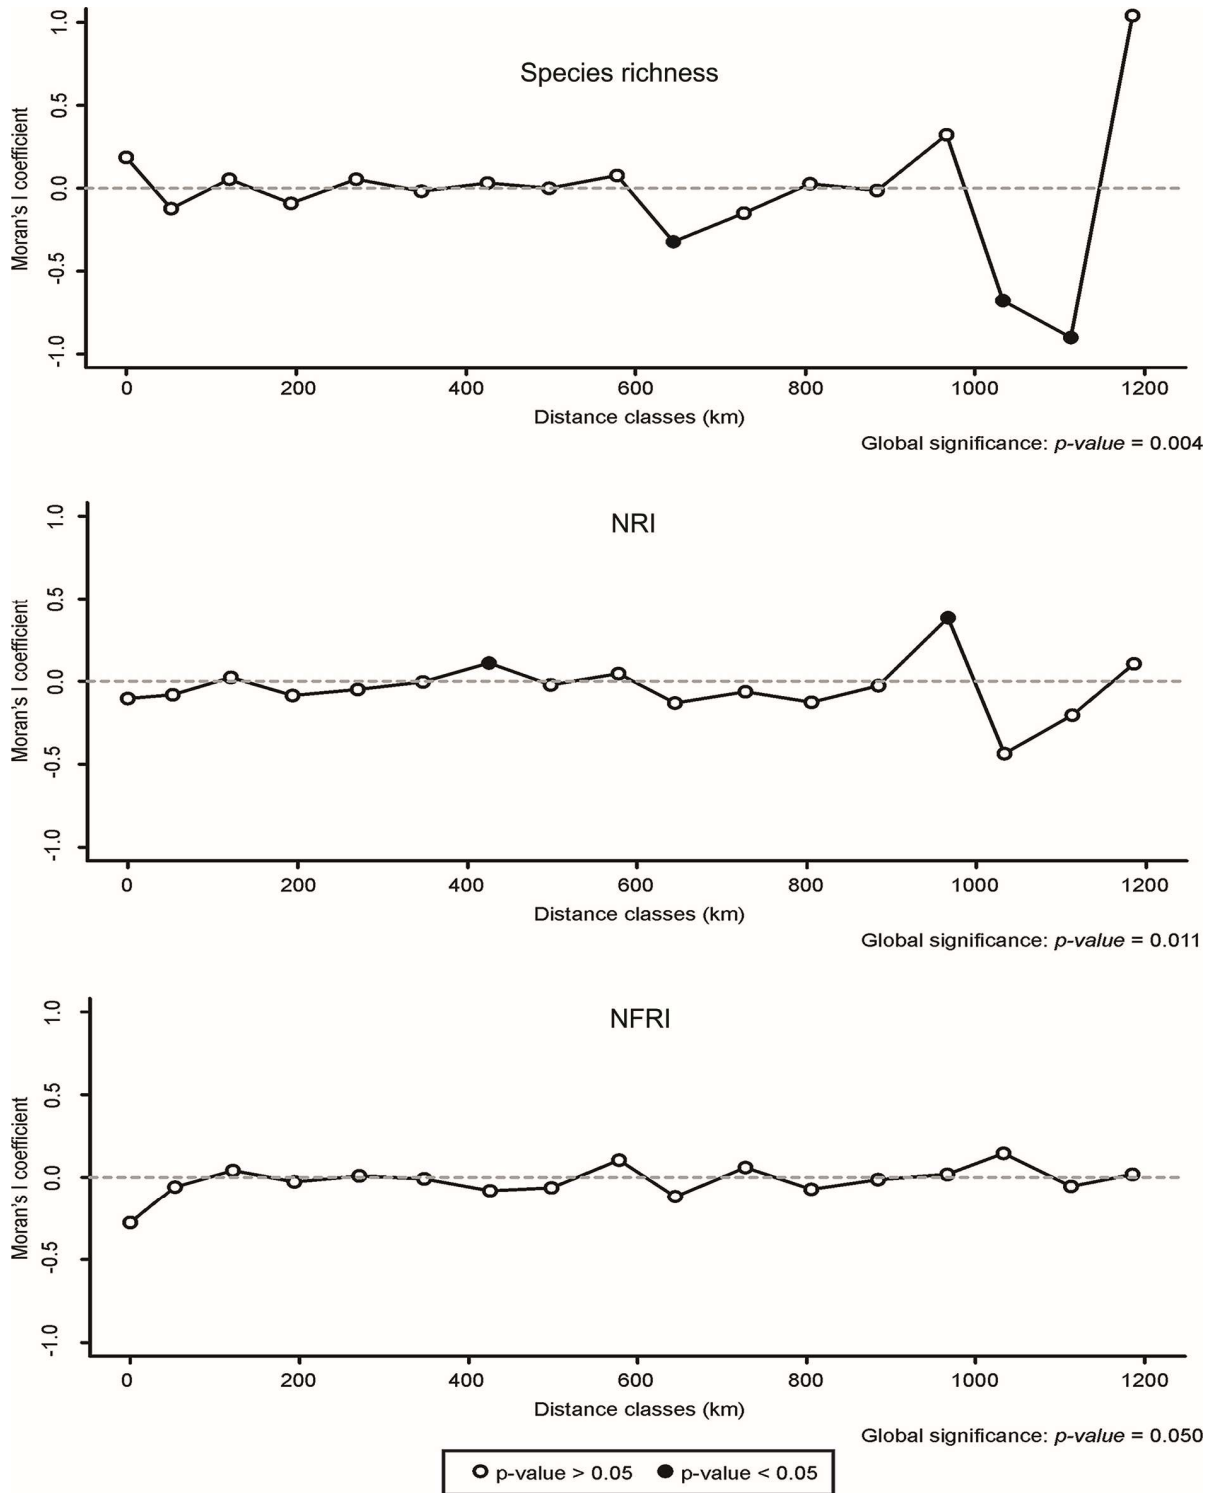 Species richness
Moran's I coefficient
1.0
0.5
0.0
-0.5
-1.0
0 200 400 600 800 1000 1200
Distance classes (km)
Global significance: p-value = 0.004
NRI
Moran's I coefficient
1.0
0.5
0.0
-0.5
-1.0
0 200 400 600 800 1000 1200
Distance classes (km)
Global significance: p-value = 0.011
NFRI
Moran's I coefficient
1.0
0.5
0.0
-0.5
-1.0
0 200 400 600 800 1000 1200
Distance classes (km)
Global significance: p-value = 0.050
p-value > 0.05 p-value < 0.05